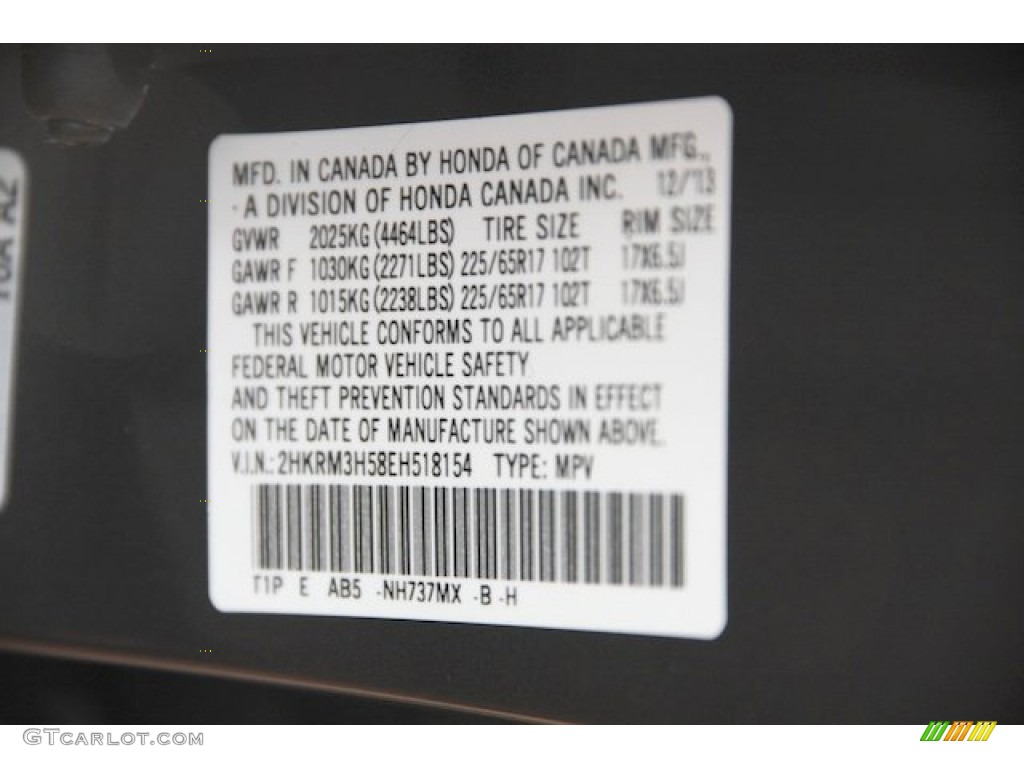 MFD. IN CANADA BY HONDA OF CANADA MFG.,
A DIVISION OF HONDA CANADA INC. 12/13
GVWR 2025KG (4464LBS) TIRE SIZE RIM SIZE
GAWR F 1030KG (2271LBS) 225/65R17 102T 17X6.5J
GAWR R 1015KG (2238LBS) 225/65R17 102T 17X6.5J
THIS VEHICLE CONFORMS TO ALL APPLICABLE
FEDERAL MOTOR VEHICLE SAFETY
AND THEFT PREVENTION STANDARDS IN EFFECT
ON THE DATE OF MANUFACTURE SHOWN ABOVE.
V.I.N.: 2HKRM3H58EH518154 TYPE: MPV
T1P E AB5 -NH737MX -B -H
GTCARLOT.COM